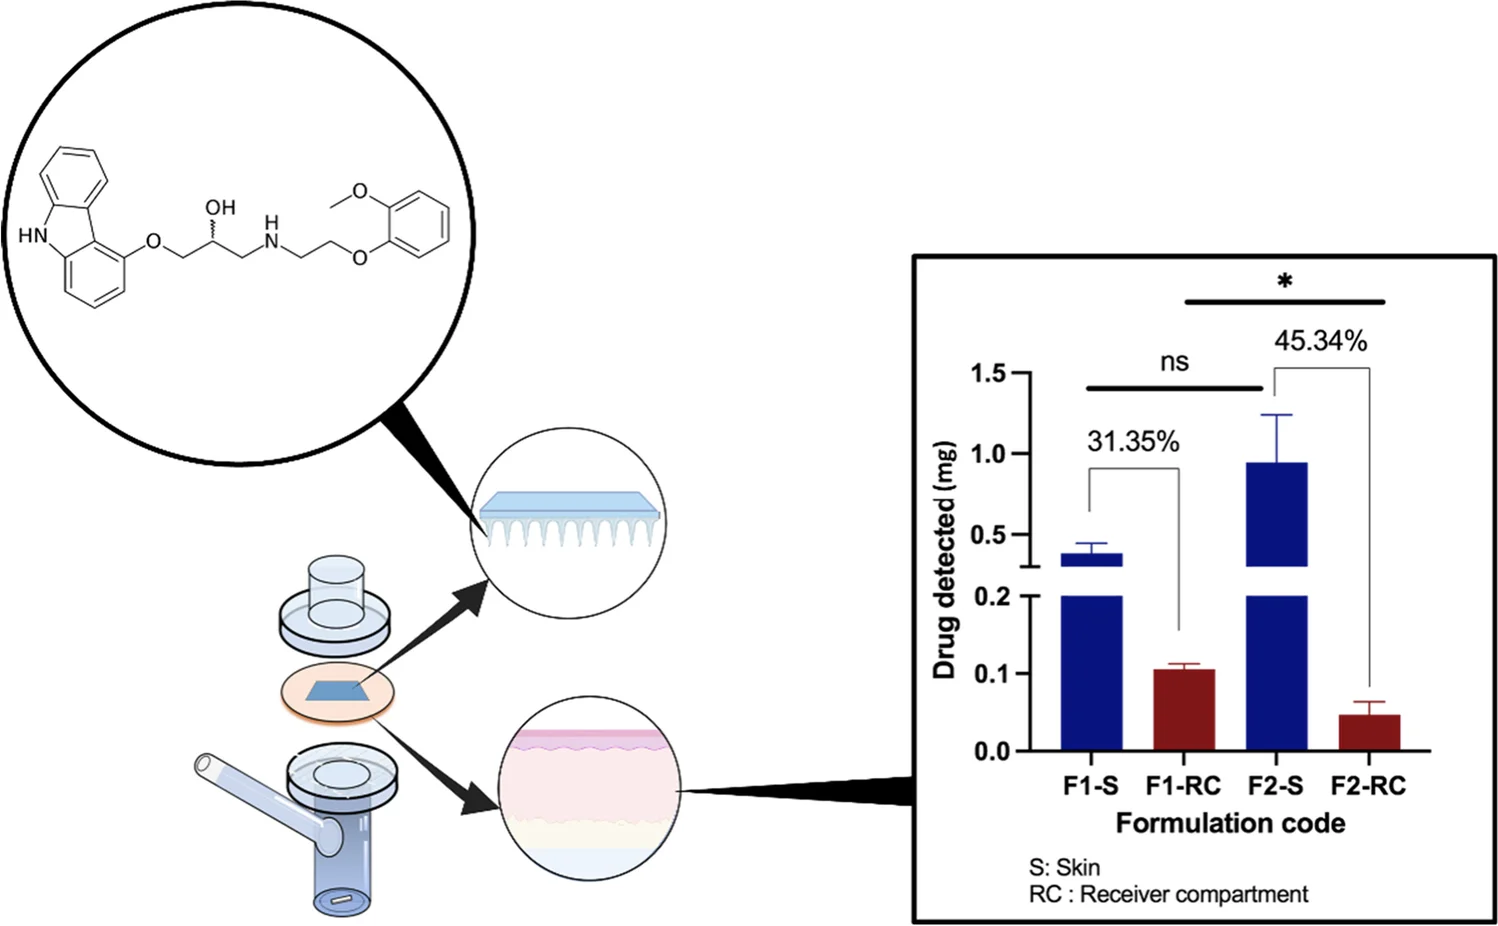 OH
O
H
N
HN
O
O
*
45.34%
ns
1.5
31.35%
1.0
0.5
0.2
0.1
0.0
Drug detected (mg)
F1-S F1-RC F2-S F2-RC
Formulation code
S: Skin
RC : Receiver compartment